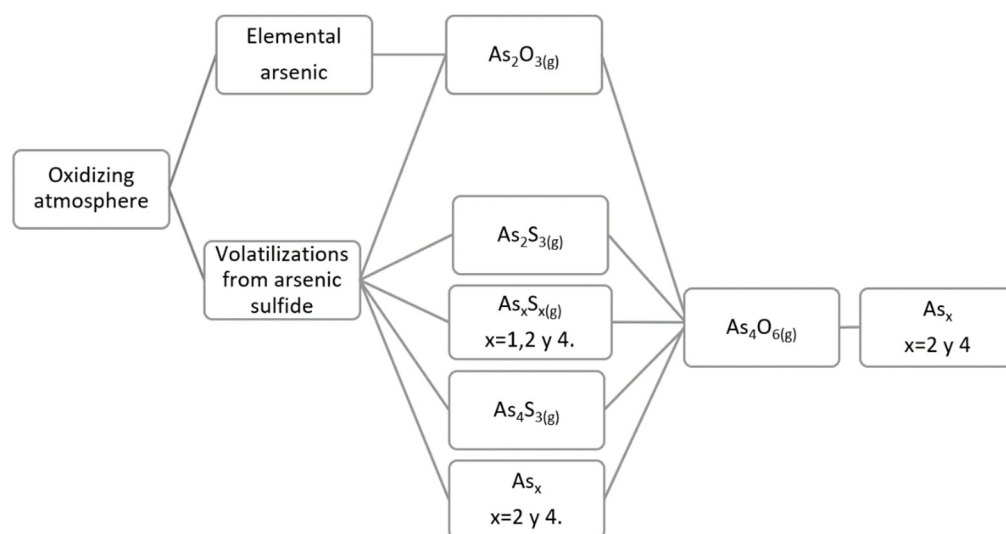 Elemental
arsenic
As₂O₃(g)
Oxidizing
atmosphere
Volatilizations
from arsenic
sulfide
As₂S₃(g)
AsₓSₓ(g)
x=1,2 y 4.
As₄S₃(g)
Asₓ
x=2 y 4.
As₄O₆(g)
Asₓ
x=2 y 4